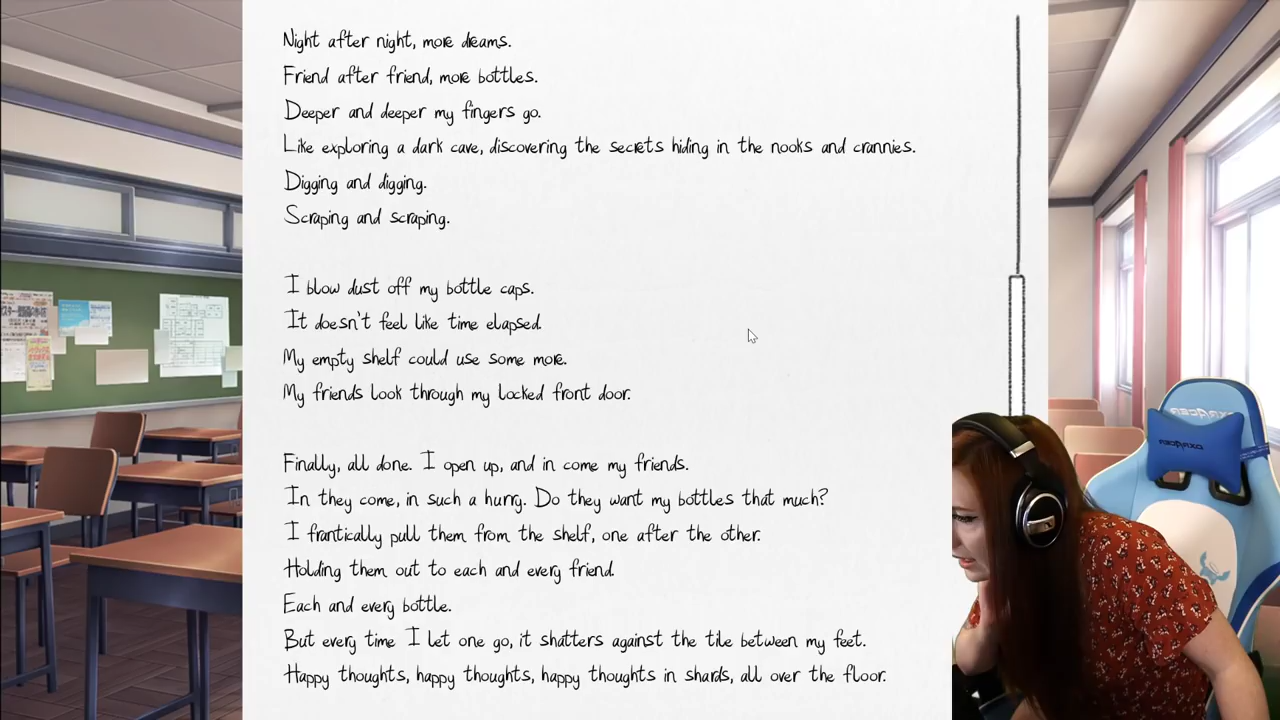 Night after night, more dreams.
Friend after friend, more bottles.
Deeper and deeper my fingers go.
Like exploring a dark cave, discovering the secrets hiding in the nooks and crannies.
Digging and digging.
Scraping and scraping.
I blow dust off my bottle caps.
It doesn't feel like time elapsed.
My empty shelf could use some more.
My friends look through my locked front door.
Finally, all done. I open up, and in come my friends.
In they come, in such a hurry. Do they want my bottles that much?
I frantically pull them from the shelf, one after the other.
Holding them out to each and every friend.
Each and every bottle.
But every time I let one go, it shatters against the tile between my feet.
Happy thoughts, happy thoughts, happy thoughts in shards, all over the floor.